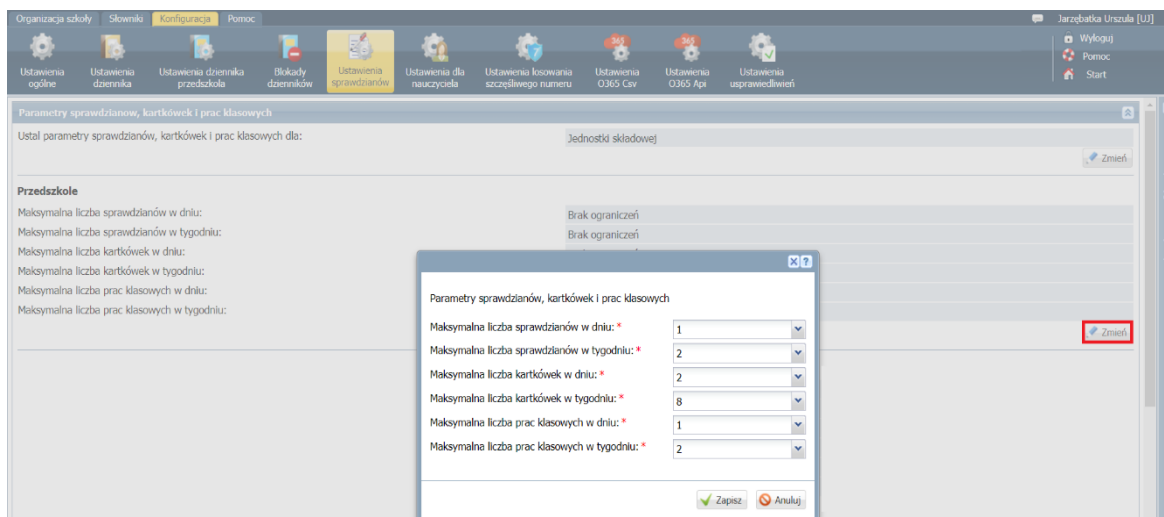 Organizacja szkoły Słowniki Konfiguracja Pomoc Jarzębatka Urszula [UJ]
Wyloguj
Pomoc
Start
Ustawienia ogólne
Ustawienia dziennika
Ustawienia dziennika przedszkola
Blokady dzienników
Ustawienia sprawdzianów
Ustawienia dla nauczyciela
Ustawienia losowania szczęśliwego numeru
365
Ustawienia O365 Csv
365
Ustawienia O365 Api
Ustawienia usprawiedliwień
Parametry sprawdzianow, kartkówek i prac klasowych
Ustal parametry sprawdzianów, kartkówek i prac klasowych dla: Jednostki składowej
Zmień
Przedszkole
Maksymalna liczba sprawdzianów w dniu: Brak ograniczeń
Maksymalna liczba sprawdzianów w tygodniu: Brak ograniczeń
Maksymalna liczba kartkówek w dniu:
Maksymalna liczba kartkówek w tygodniu:
Maksymalna liczba prac klasowych w dniu:
Maksymalna liczba prac klasowych w tygodniu:
Zmień
Parametry sprawdzianów, kartkówek i prac klasowych
Maksymalna liczba sprawdzianów w dniu: * 1
Maksymalna liczba sprawdzianów w tygodniu: * 2
Maksymalna liczba kartkówek w dniu: * 2
Maksymalna liczba kartkówek w tygodniu: * 8
Maksymalna liczba prac klasowych w dniu: * 1
Maksymalna liczba prac klasowych w tygodniu: * 2
Zapisz Anuluj